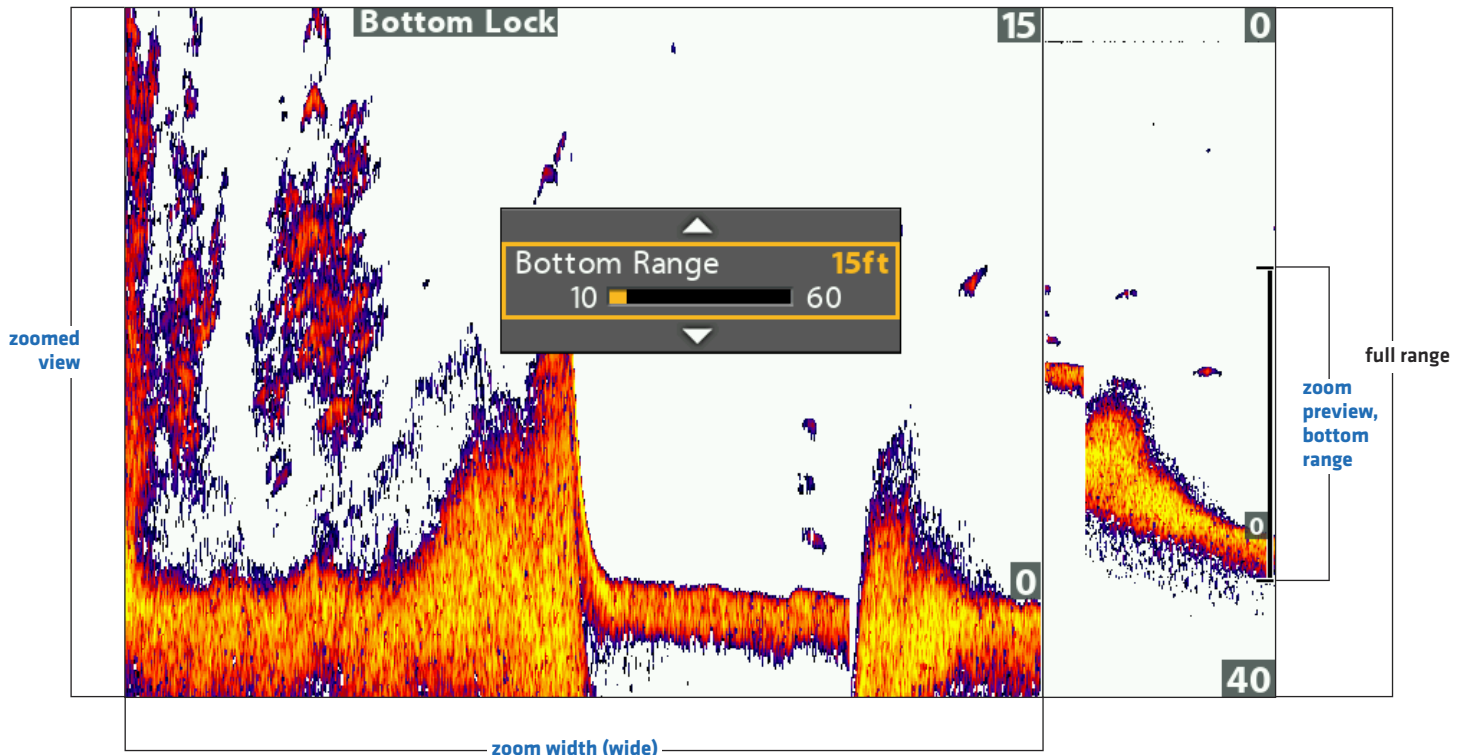 Bottom Lock
15
0
Bottom Range 15ft
10 60
zoomed
view
full range
zoom
preview,
bottom
range
0
0
40
zoom width (wide)